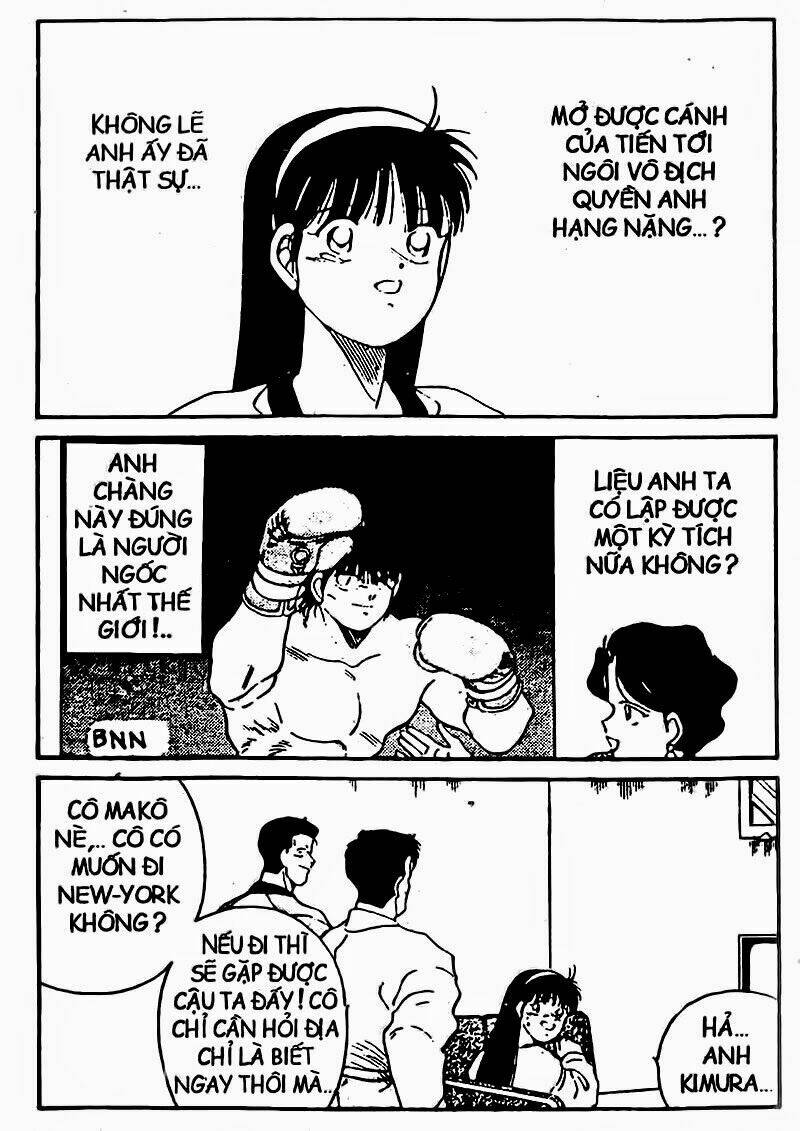 KHÔNG LẼ
ANH ẤY ĐÃ
THẬT SỰ...
MỞ ĐƯỢC CÁNH
CỦA TIẾN TỚI
NGÔI VÔ ĐỊCH
QUYỀN ANH
HẠNG NẶNG...?
ANH
CHÀNG
NÀY ĐÚNG
LÀ NGƯỜI
NGỐC
NHẤT THẾ
GIỚI!..
BNN
LIỆU ANH TA
CÓ LẬP ĐƯỢC
MỘT KỲ TÍCH
NỮA KHÔNG?
CÔ MAKÔ
NÈ,.. CÔ CÓ
MUỐN ĐI
NEW-YORK
KHÔNG?
NẾU ĐI THÌ
SẼ GẶP ĐƯỢC
CẬU TA ĐẤY! CÔ
CHỈ CẦN HỎI ĐỊA
CHỈ LÀ BIẾT
NGAY THÔI MÀ...
HẢ...
ANH
KIMURA...